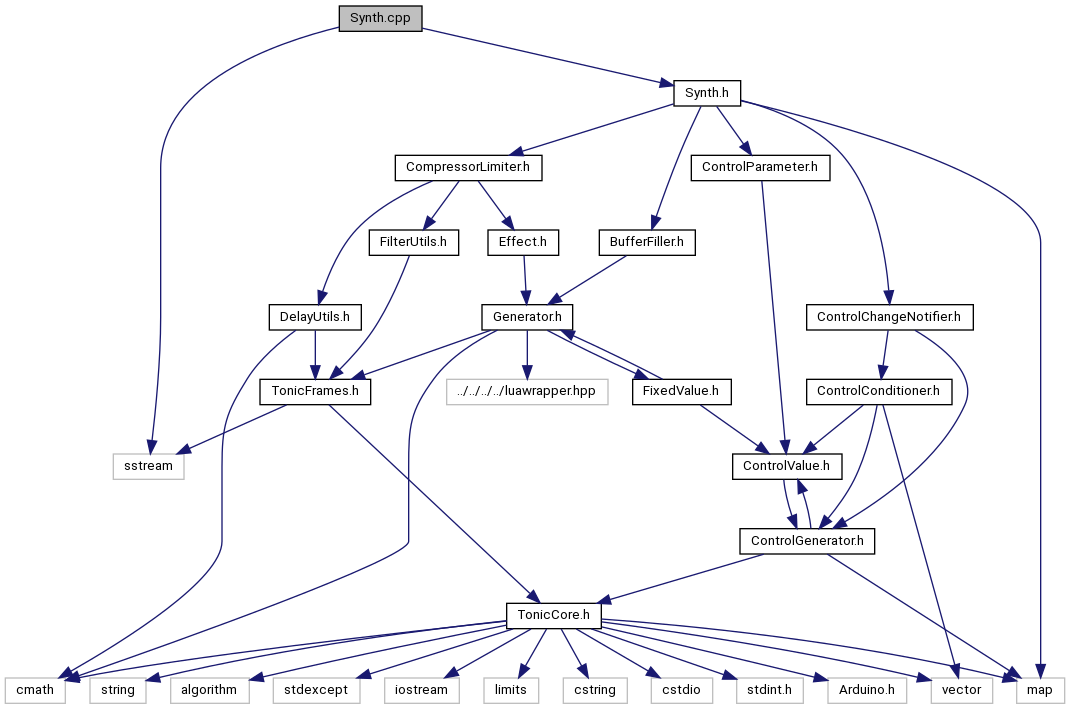 Synth.cpp
Synth.h
CompressorLimiter.h
ControlParameter.h
FilterUtils.h
Effect.h
BufferFiller.h
DelayUtils.h
Generator.h
ControlChangeNotifier.h
TonicFrames.h
../../../../luawrapper.hpp
FixedValue.h
ControlConditioner.h
sstream
ControlValue.h
ControlGenerator.h
TonicCore.h
cmath
string
algorithm
stdexcept
iostream
limits
cstring
cstdio
stdint.h
Arduino.h
vector
map